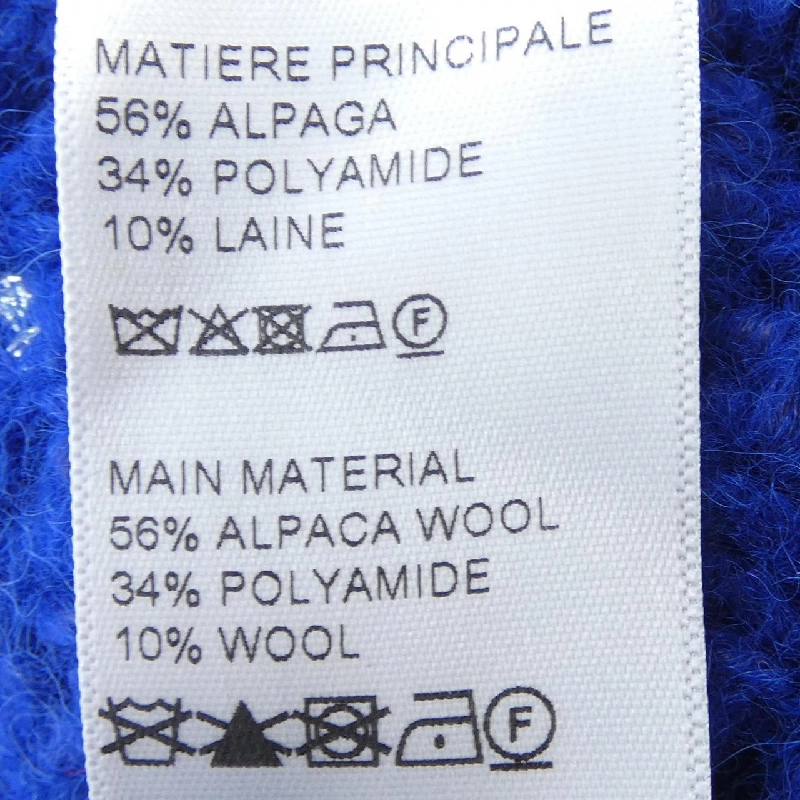 MATIERE PRINCIPALE
56% ALPAGA
34% POLYAMIDE
10% LAINE
F
MAIN MATERIAL
56% ALPACA WOOL
34% POLYAMIDE
10% WOOL
F